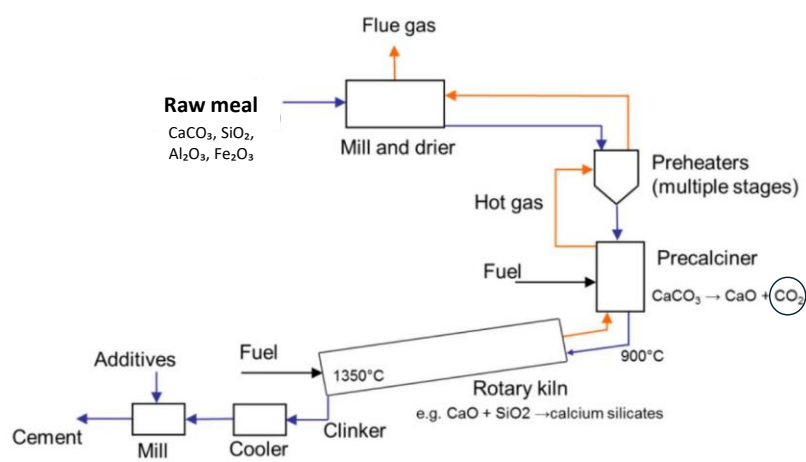 Flue gas
Raw meal
CaCO₃, SiO₂,
Al₂O₃, Fe₂O₃
Mill and drier
Preheaters
(multiple stages)
Hot gas
Precalciner
Fuel
CaCO₃ → CaO + CO₂
900°C
Fuel
1350°C
Rotary kiln
e.g. CaO + SiO2 →calcium silicates
Additives
Clinker
Cement
Mill
Cooler